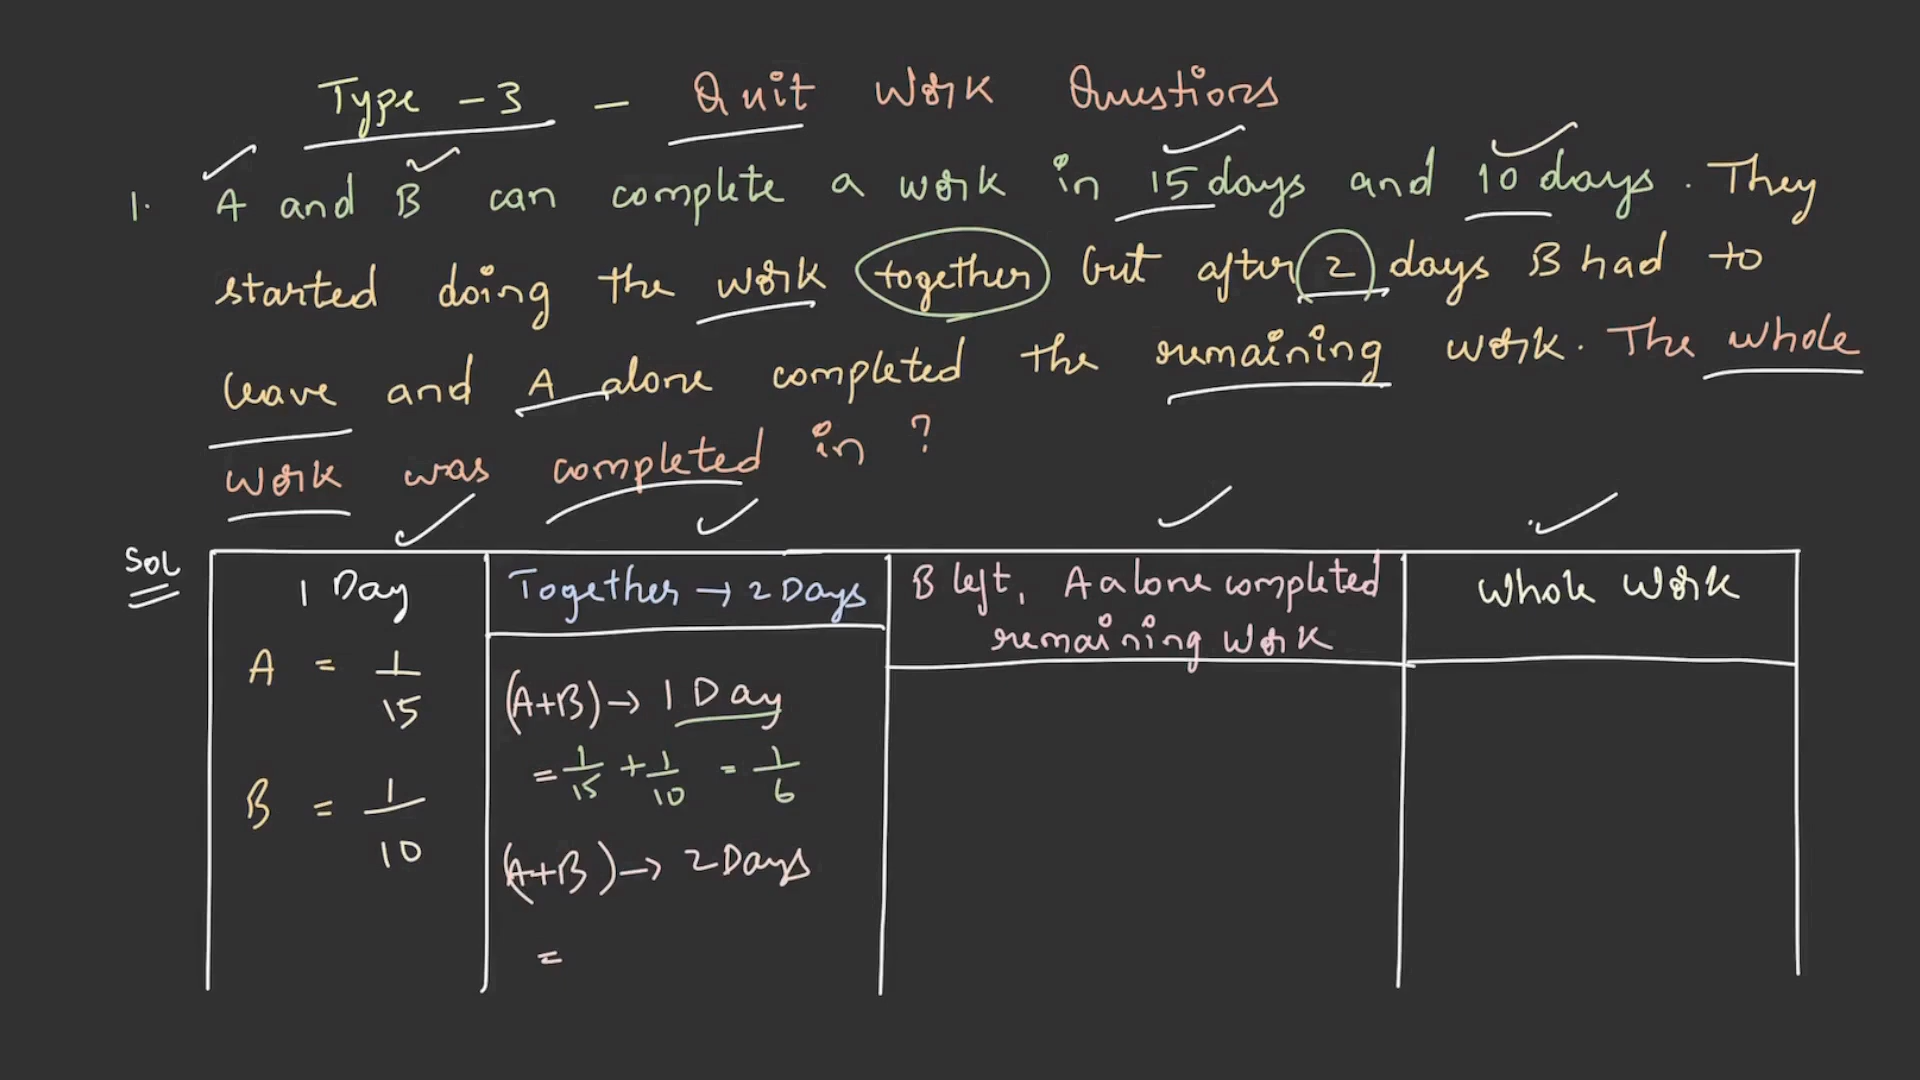 Type - 3 - Quit Work Questions
1. A and B can complete a work in 15 days and 10 days. They
started doing the work together but after 2 days B had to
leave and A alone completed the remaining work. The whole
work was completed in ?
Sol
1 Day
A = 1/15
B = 1/10
Together → 2 Days
(A+B) → 1 Day
= 1/15 + 1/10 = 1/6
(A+B) → 2 Days
=
B left, A alone completed
remaining work
Whole Work